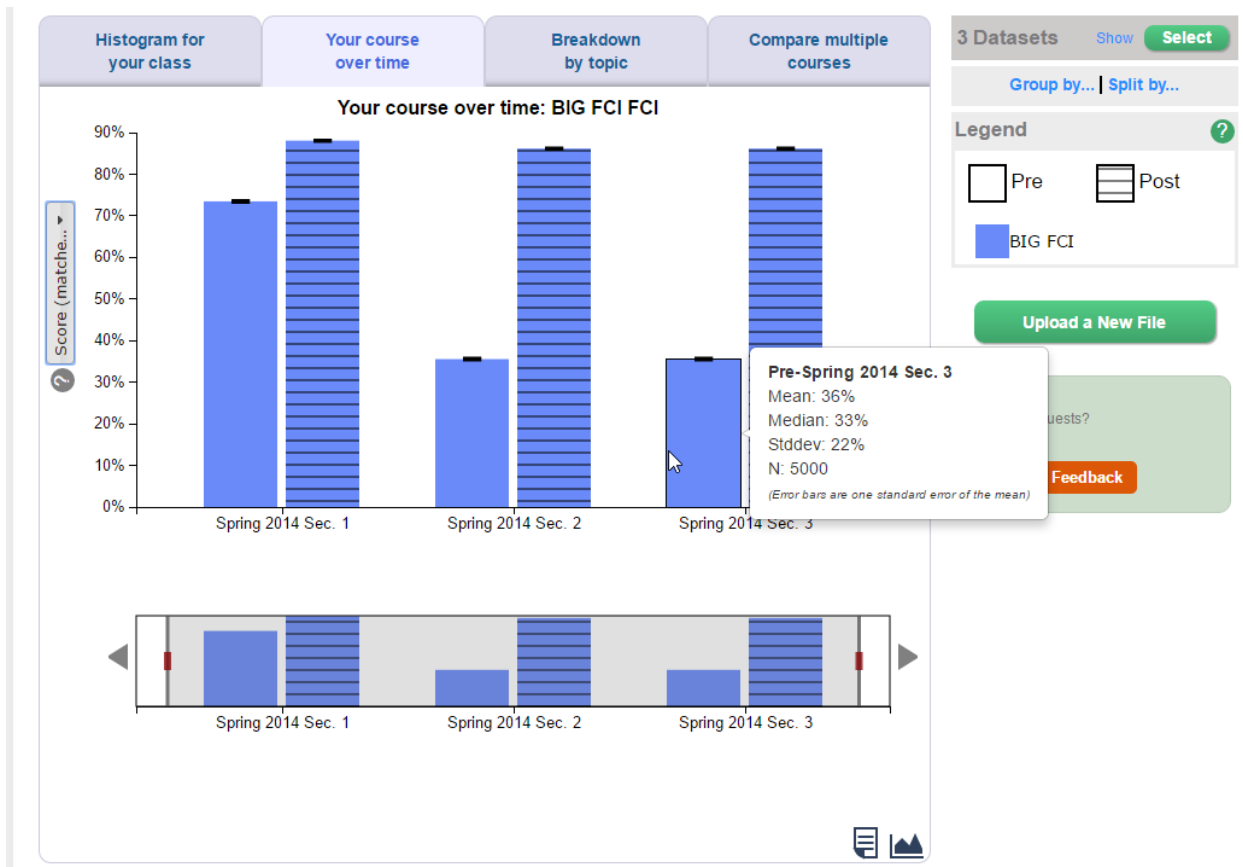 Histogram for
your class
Your course
over time
Breakdown
by topic
Compare multiple
courses
3 Datasets Show Select
Group by... | Split by...
Legend ?
Pre Post
BIG FCI
Upload a New File
uests?
Feedback
Your course over time: BIG FCI FCI
Score (matche...
?
90%
80%
70%
60%
50%
40%
30%
20%
10%
0%
Spring 2014 Sec. 1 Spring 2014 Sec. 2 Spring 2014 Sec. 3
Pre-Spring 2014 Sec. 3
Mean: 36%
Median: 33%
Stddev: 22%
N: 5000
(Error bars are one standard error of the mean)
Spring 2014 Sec. 1 Spring 2014 Sec. 2 Spring 2014 Sec. 3